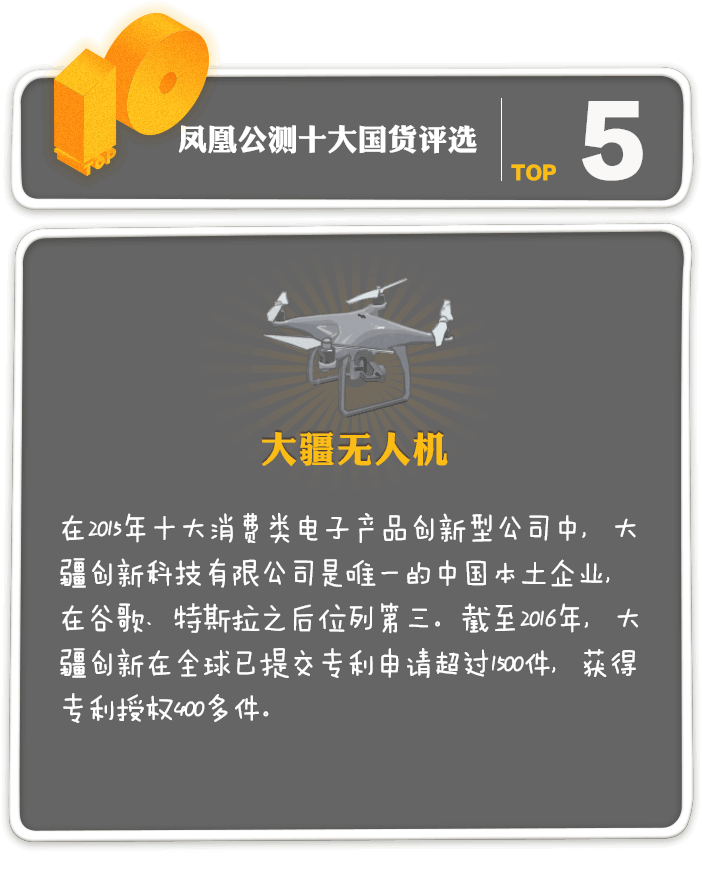 10
TOP
凤凰公测十大国货评选
TOP 5
大疆无人机
在2015年十大消费类电子产品创新型公司中，大
疆创新科技有限公司是唯一的中国本土企业，
在谷歌、特斯拉之后位列第三。截至2016年，大
疆创新在全球已提交专利申请超过1500件，获得
专利授权400多件。